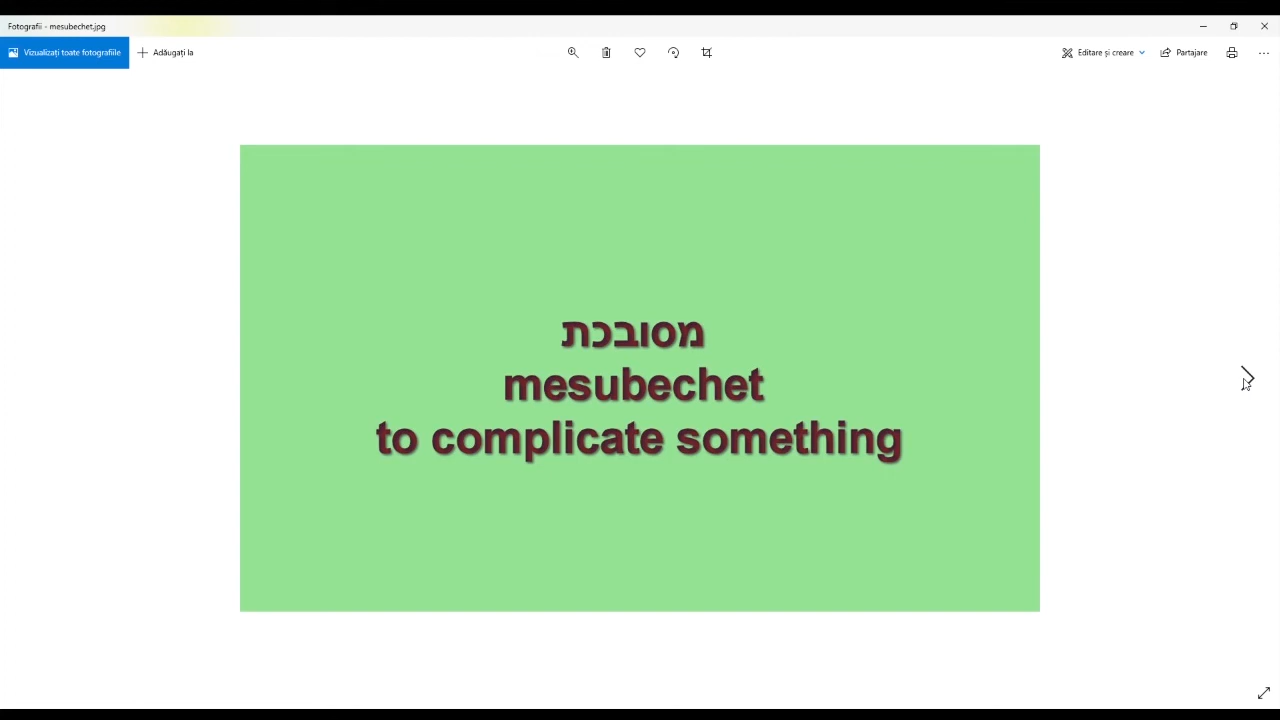 Fotografii - mesubechet.jpg
Vizualizați toate fotografiile
Adăugați la
Editare și creare
Partajare
מסובכת
mesubechet
to complicate something